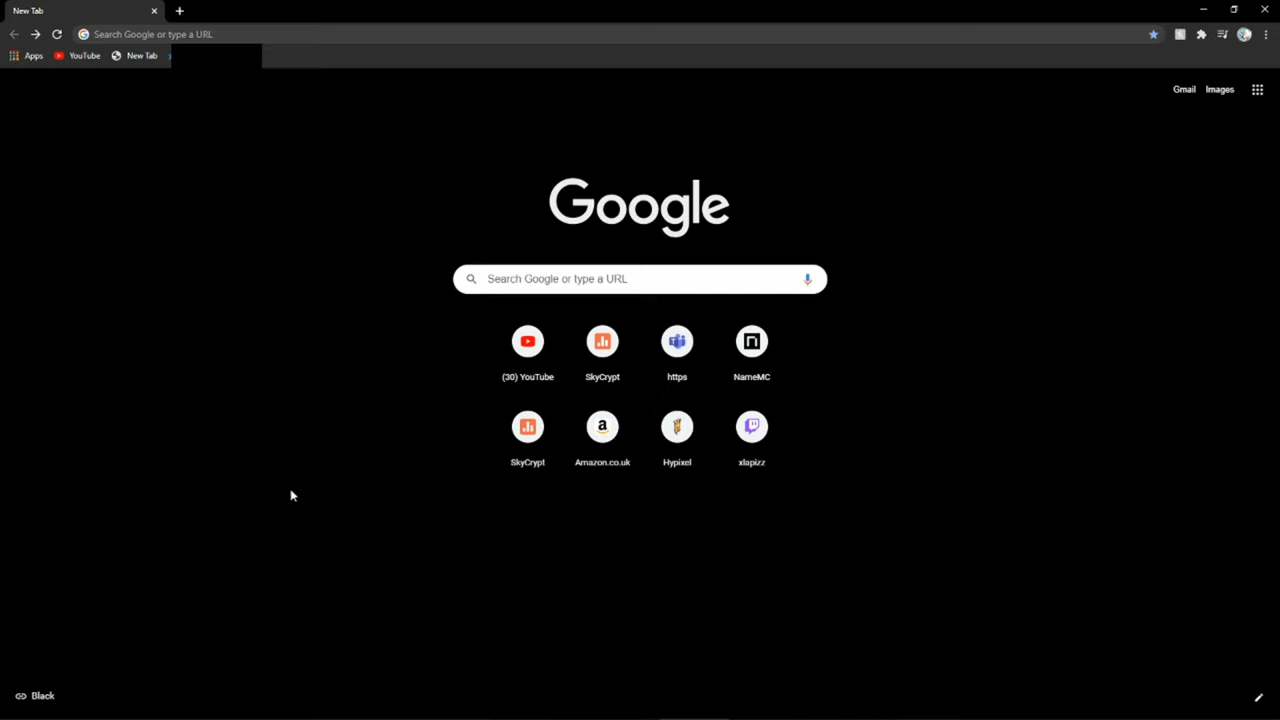 New Tab
Search Google or type a URL
Apps YouTube New Tab
Gmail Images
Google
Search Google or type a URL
(30) YouTube SkyCrypt https NameMC
SkyCrypt Amazon.co.uk Hypixel xlapizz
Black